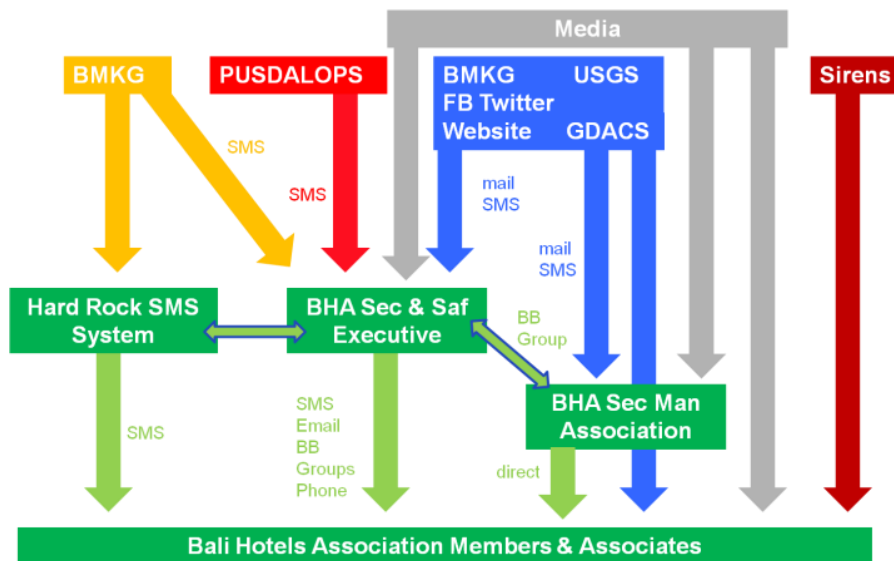 Media
BMKG
PUSDALOPS
BMKG USGS
FB Twitter
Website GDACS
Sirens
SMS
SMS
mail
SMS
mail
SMS
Hard Rock SMS
System
BHA Sec & Saf
Executive
BB
Group
BHA Sec Man
Association
SMS
SMS
Email
BB
Groups
Phone
direct
Bali Hotels Association Members & Associates